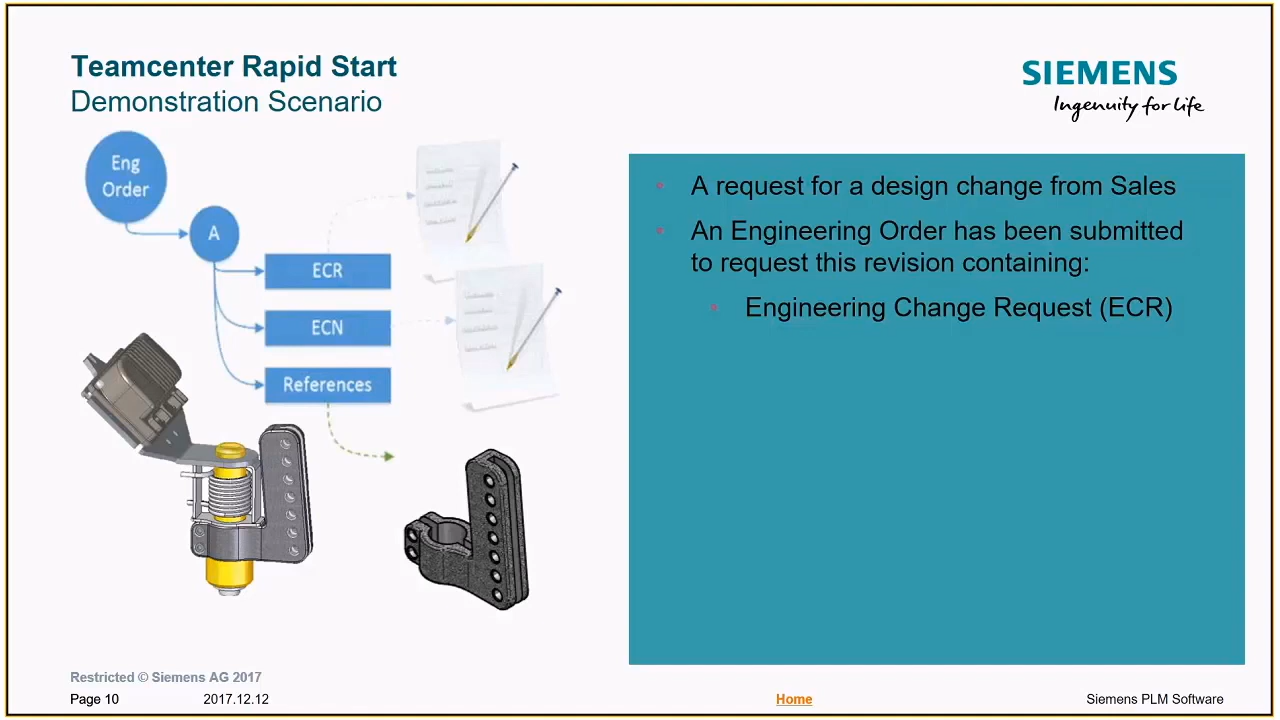 Teamcenter Rapid Start
Demonstration Scenario
SIEMENS
Ingenuity for life
Eng
Order
A
ECR
ECN
References
• A request for a design change from Sales
• An Engineering Order has been submitted
to request this revision containing:
• Engineering Change Request (ECR)
Restricted © Siemens AG 2017
Page 10
2017.12.12
Home
Siemens PLM Software